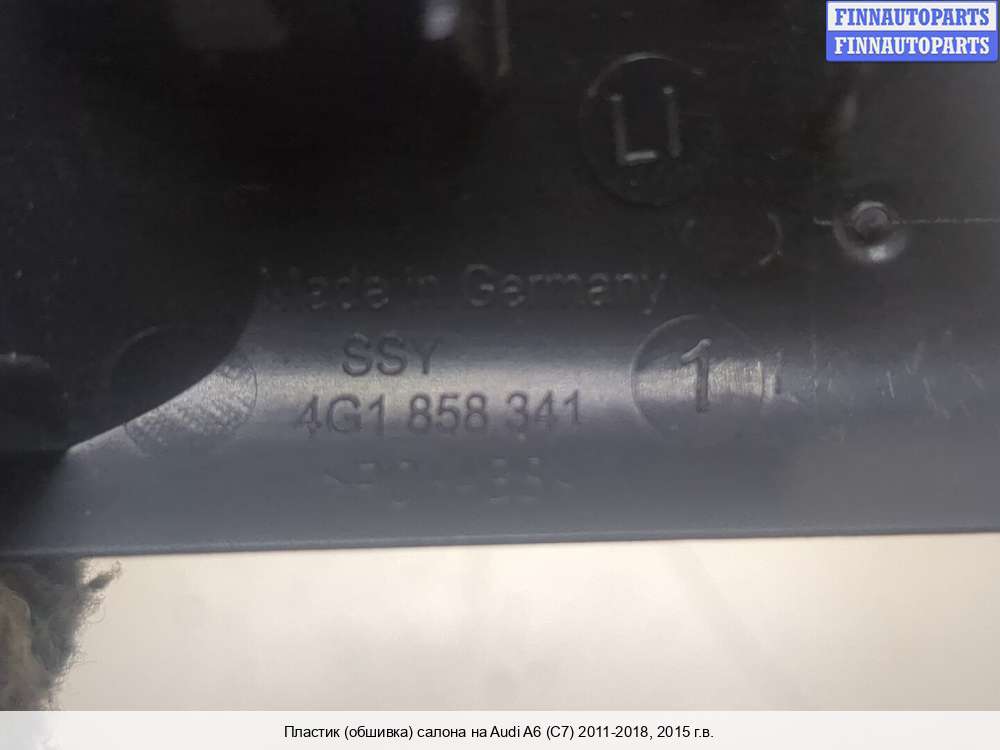 FINNAUTOPARTS
FINNAUTOPARTS
LI
Made in Germany
SSY
1
4G1 858 341
Пластик (обшивка) салона на Audi A6 (C7) 2011-2018, 2015 г.в.